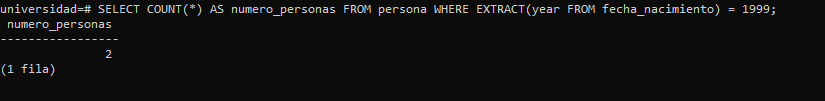 universidad=# SELECT COUNT(*) AS numero_personas FROM persona WHERE EXTRACT(year FROM fecha_nacimiento) = 1999;
 numero_personas
-----------------
               2
(1 fila)